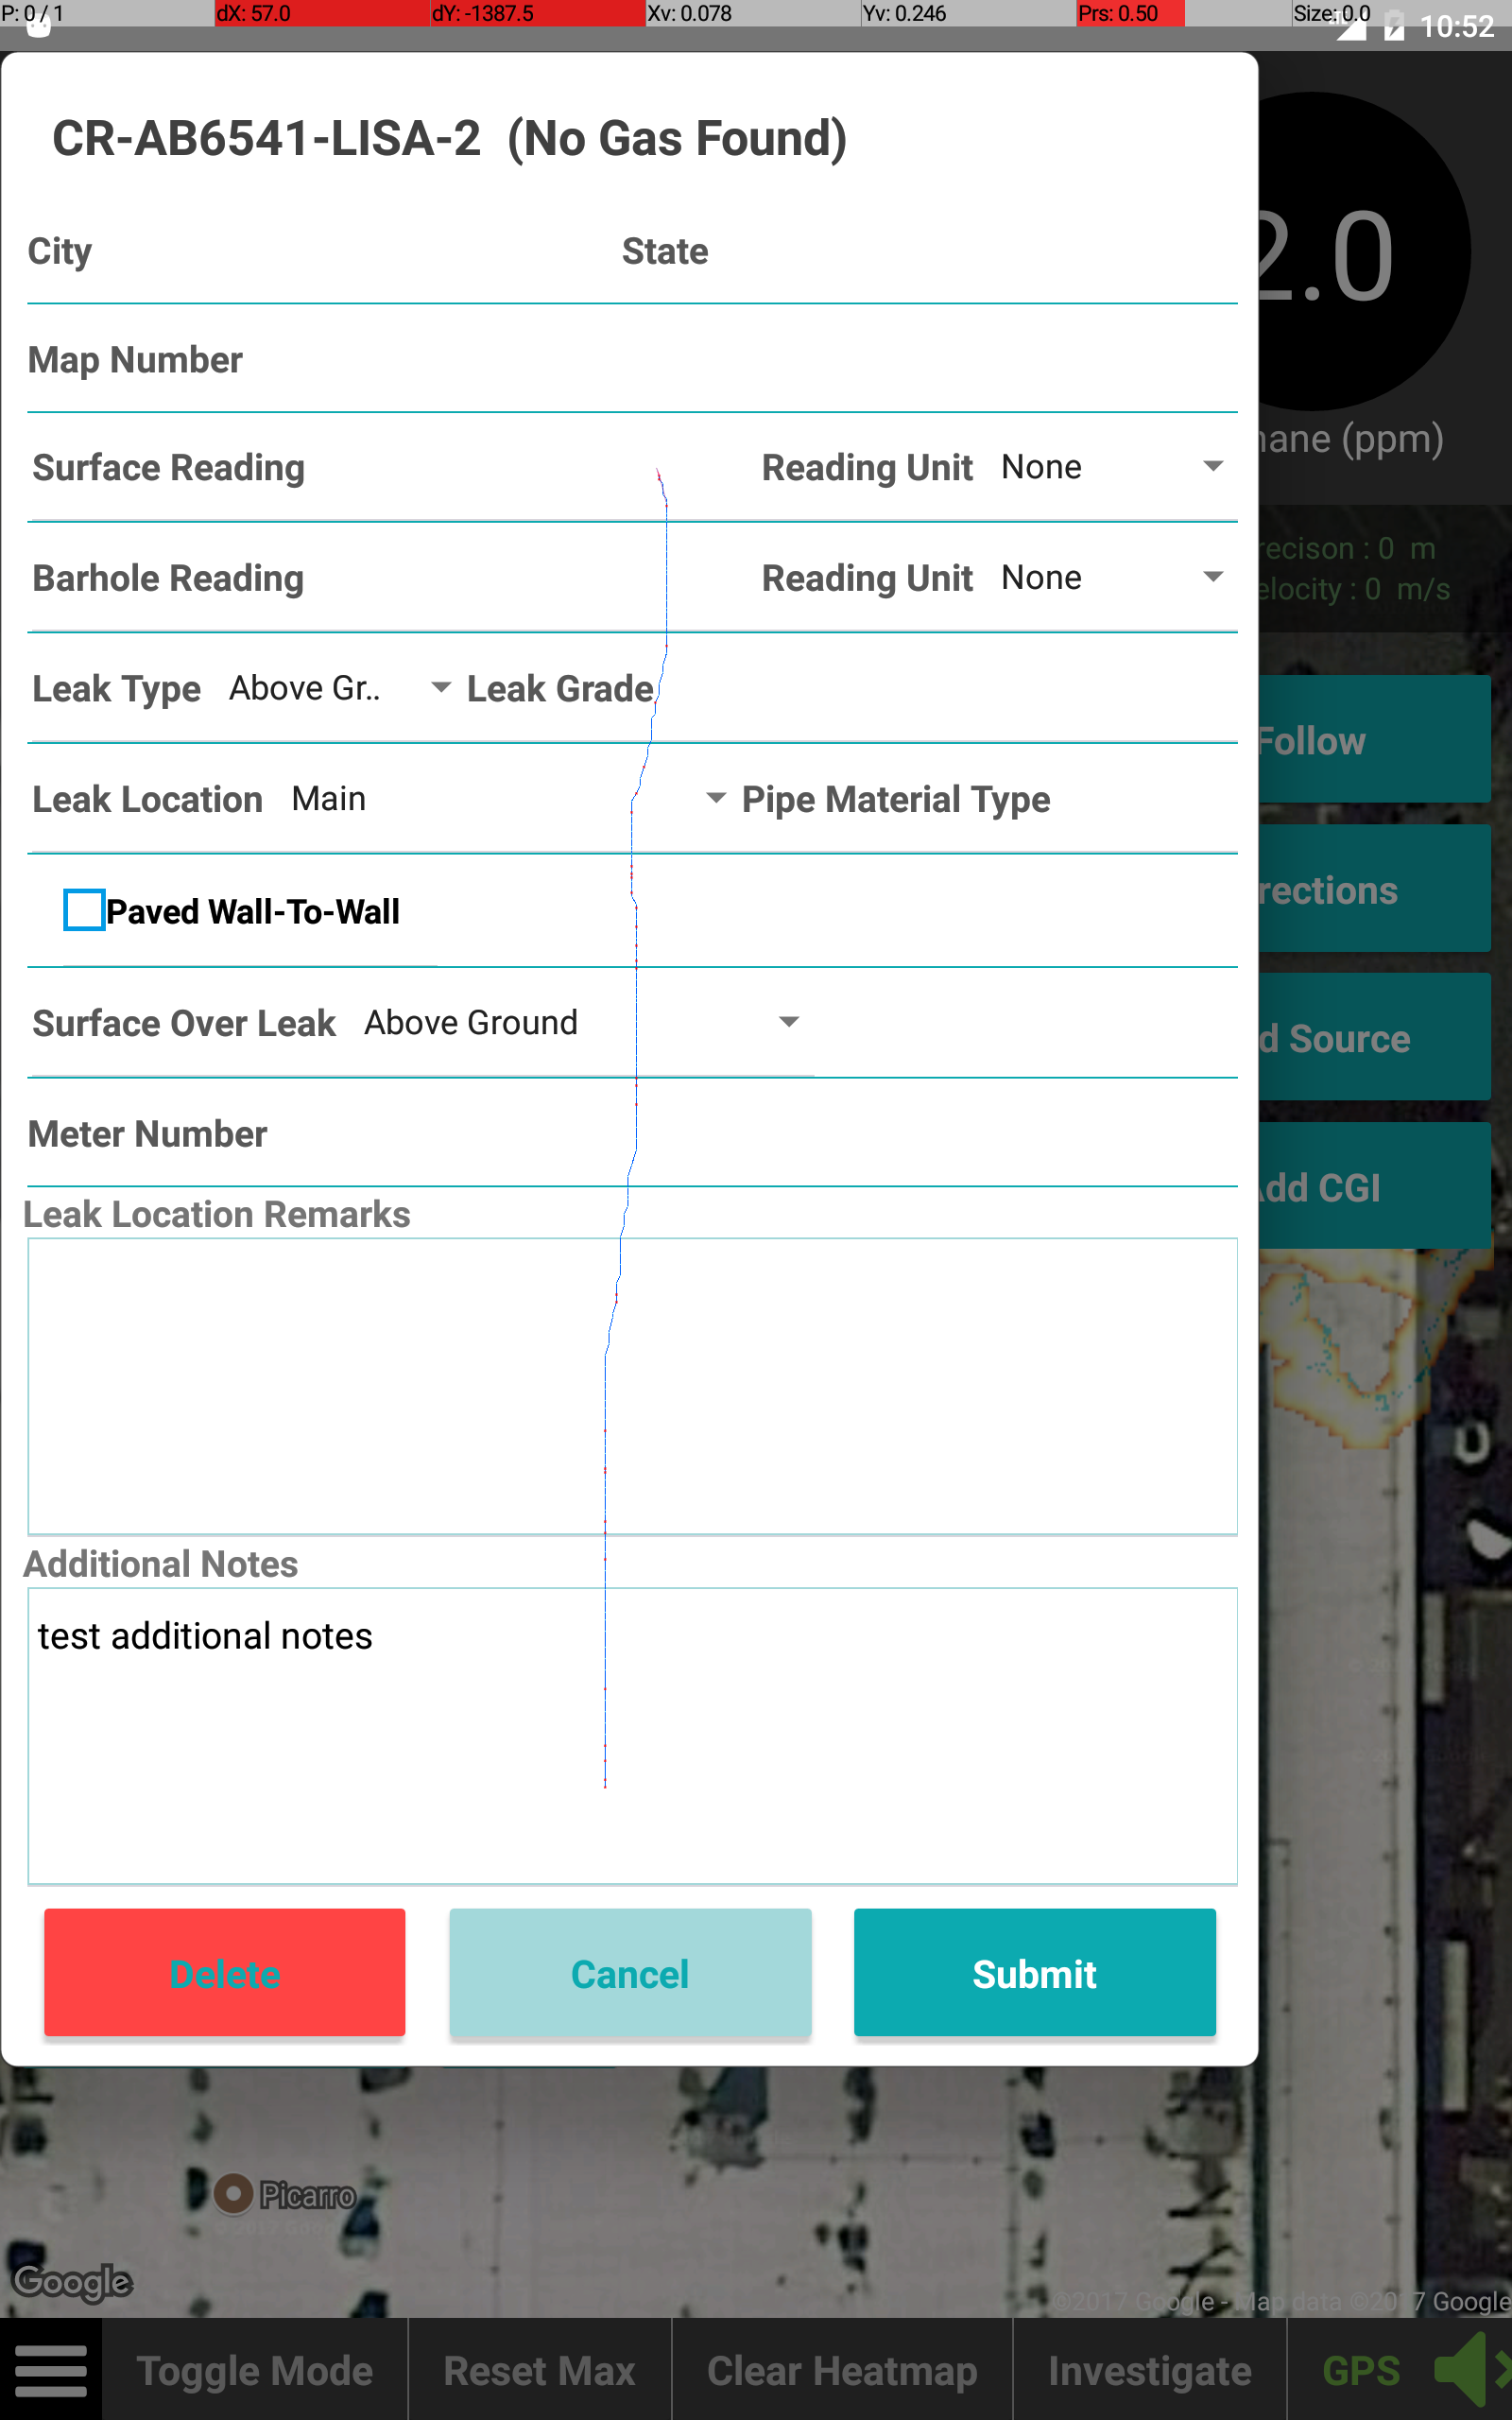 P: 0 / 1 dX: 57.0 dY: -1387.5 Xv: 0.078 Yv: 0.246 Prs: 0.50 Size: 0.0
10:52
CR-AB6541-LISA-2 (No Gas Found)
2.0
City State
Map Number
(ppm)
Surface Reading Reading Unit None
: 0 m
Barhole Reading Reading Unit None
: 0 m/s
Leak Type Above Gr.. Leak Grade
Follow
Leak Location Main Pipe Material Type
Paved Wall-To-Wall
Surface Over Leak Above Ground
Source
Meter Number
CGI
Leak Location Remarks
Additional Notes
test additional notes
Delete Cancel Submit
Picarro
Google
©2017 Google - Map data ©2017 Google
Toggle Mode Reset Max Clear Heatmap Investigate GPS